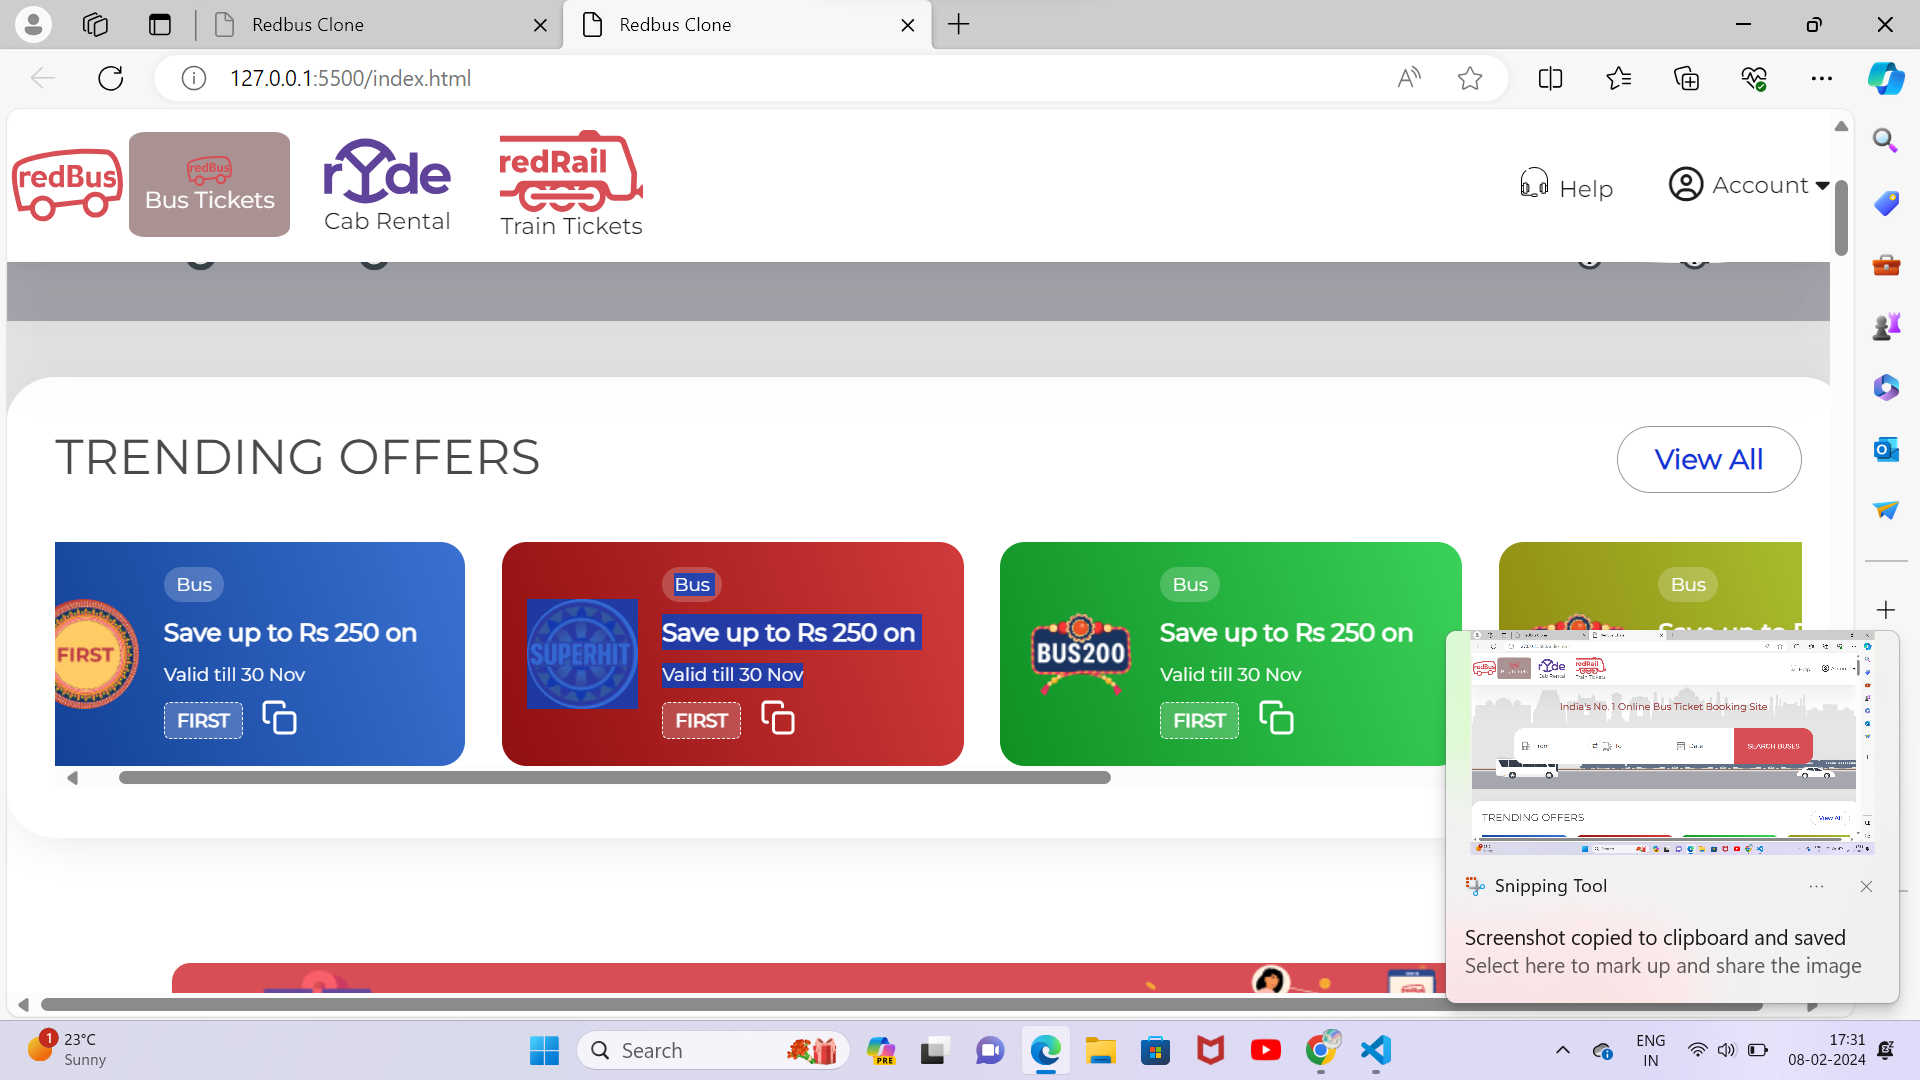 Redbus Clone
Redbus Clone
127.0.0.1:5500/index.html
redBus
redBus
Bus Tickets
rYde
Cab Rental
redRail
Train Tickets
Help
Account
TRENDING OFFERS
View All
FIRST
Bus
Save up to Rs 250 on
Valid till 30 Nov
FIRST
SUPERHIT
Bus
Save up to Rs 250 on
Valid till 30 Nov
FIRST
BUS200
Bus
Save up to Rs 250 on
Valid till 30 Nov
FIRST
Bus
India's No. 1 Online Bus Ticket Booking Site
From
To
Date
SEARCH BUSES
TRENDING OFFERS
View All
Snipping Tool
Screenshot copied to clipboard and saved
Select here to mark up and share the image
1
23°C
Sunny
Search
PRE
ENG
IN
17:31
08-02-2024